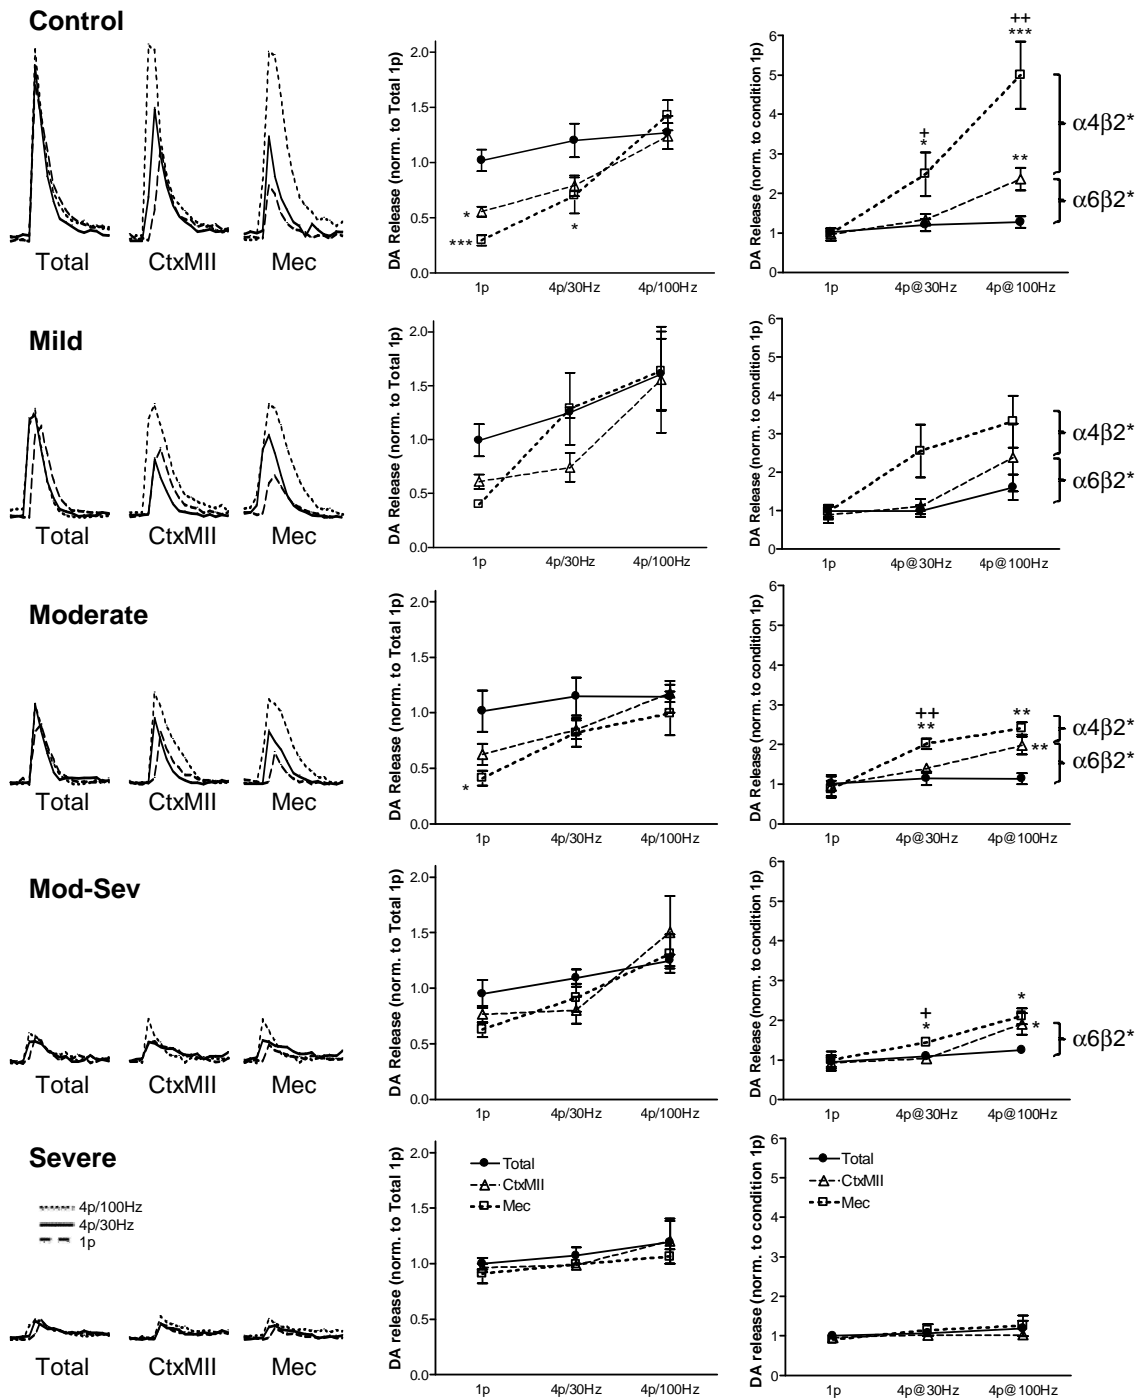 Control
Total CtxMII Mec
DA Release (norm. to Total 1p)
2.0
1.5
1.0
0.5
0.0
*
***
*
1p 4p/30Hz 4p/100Hz
DA Release (norm. to condition 1p)
6
5
4
3
2
1
0
+
*
++
***
**
α4β2*
α6β2*
1p 4p@30Hz 4p@100Hz
Mild
Total CtxMII Mec
DA Release (norm. to Total 1p)
2.0
1.5
1.0
0.5
0.0
1p 4p/30Hz 4p/100Hz
DA Release (norm. to condition 1p)
6
5
4
3
2
1
0
α4β2*
α6β2*
1p 4p@30Hz 4p@100Hz
Moderate
Total CtxMII Mec
DA Release (norm. to Total 1p)
2.0
1.5
1.0
0.5
0.0
*
1p 4p/30Hz 4p/100Hz
DA Release (norm. to condition 1p)
6
5
4
3
2
1
0
++
**
**
**
α4β2*
α6β2*
1p 4p@30Hz 4p@100Hz
Mod-Sev
Total CtxMII Mec
DA Release (norm. to Total 1p)
2.0
1.5
1.0
0.5
0.0
1p 4p/30Hz 4p/100Hz
DA Release (norm. to condition 1p)
6
5
4
3
2
1
0
+
*
*
*
α6β2*
1p 4p@30Hz 4p@100Hz
Severe
4p/100Hz
4p/30Hz
1p
Total CtxMII Mec
DA release (norm. to Total 1p)
2.0
1.5
1.0
0.5
0.0
Total
CtxMII
Mec
1p 4p/30Hz 4p/100Hz
DA release (norm. to condition 1p)
6
5
4
3
2
1
0
Total
CtxMII
Mec
1p 4p@30Hz 4p@100Hz